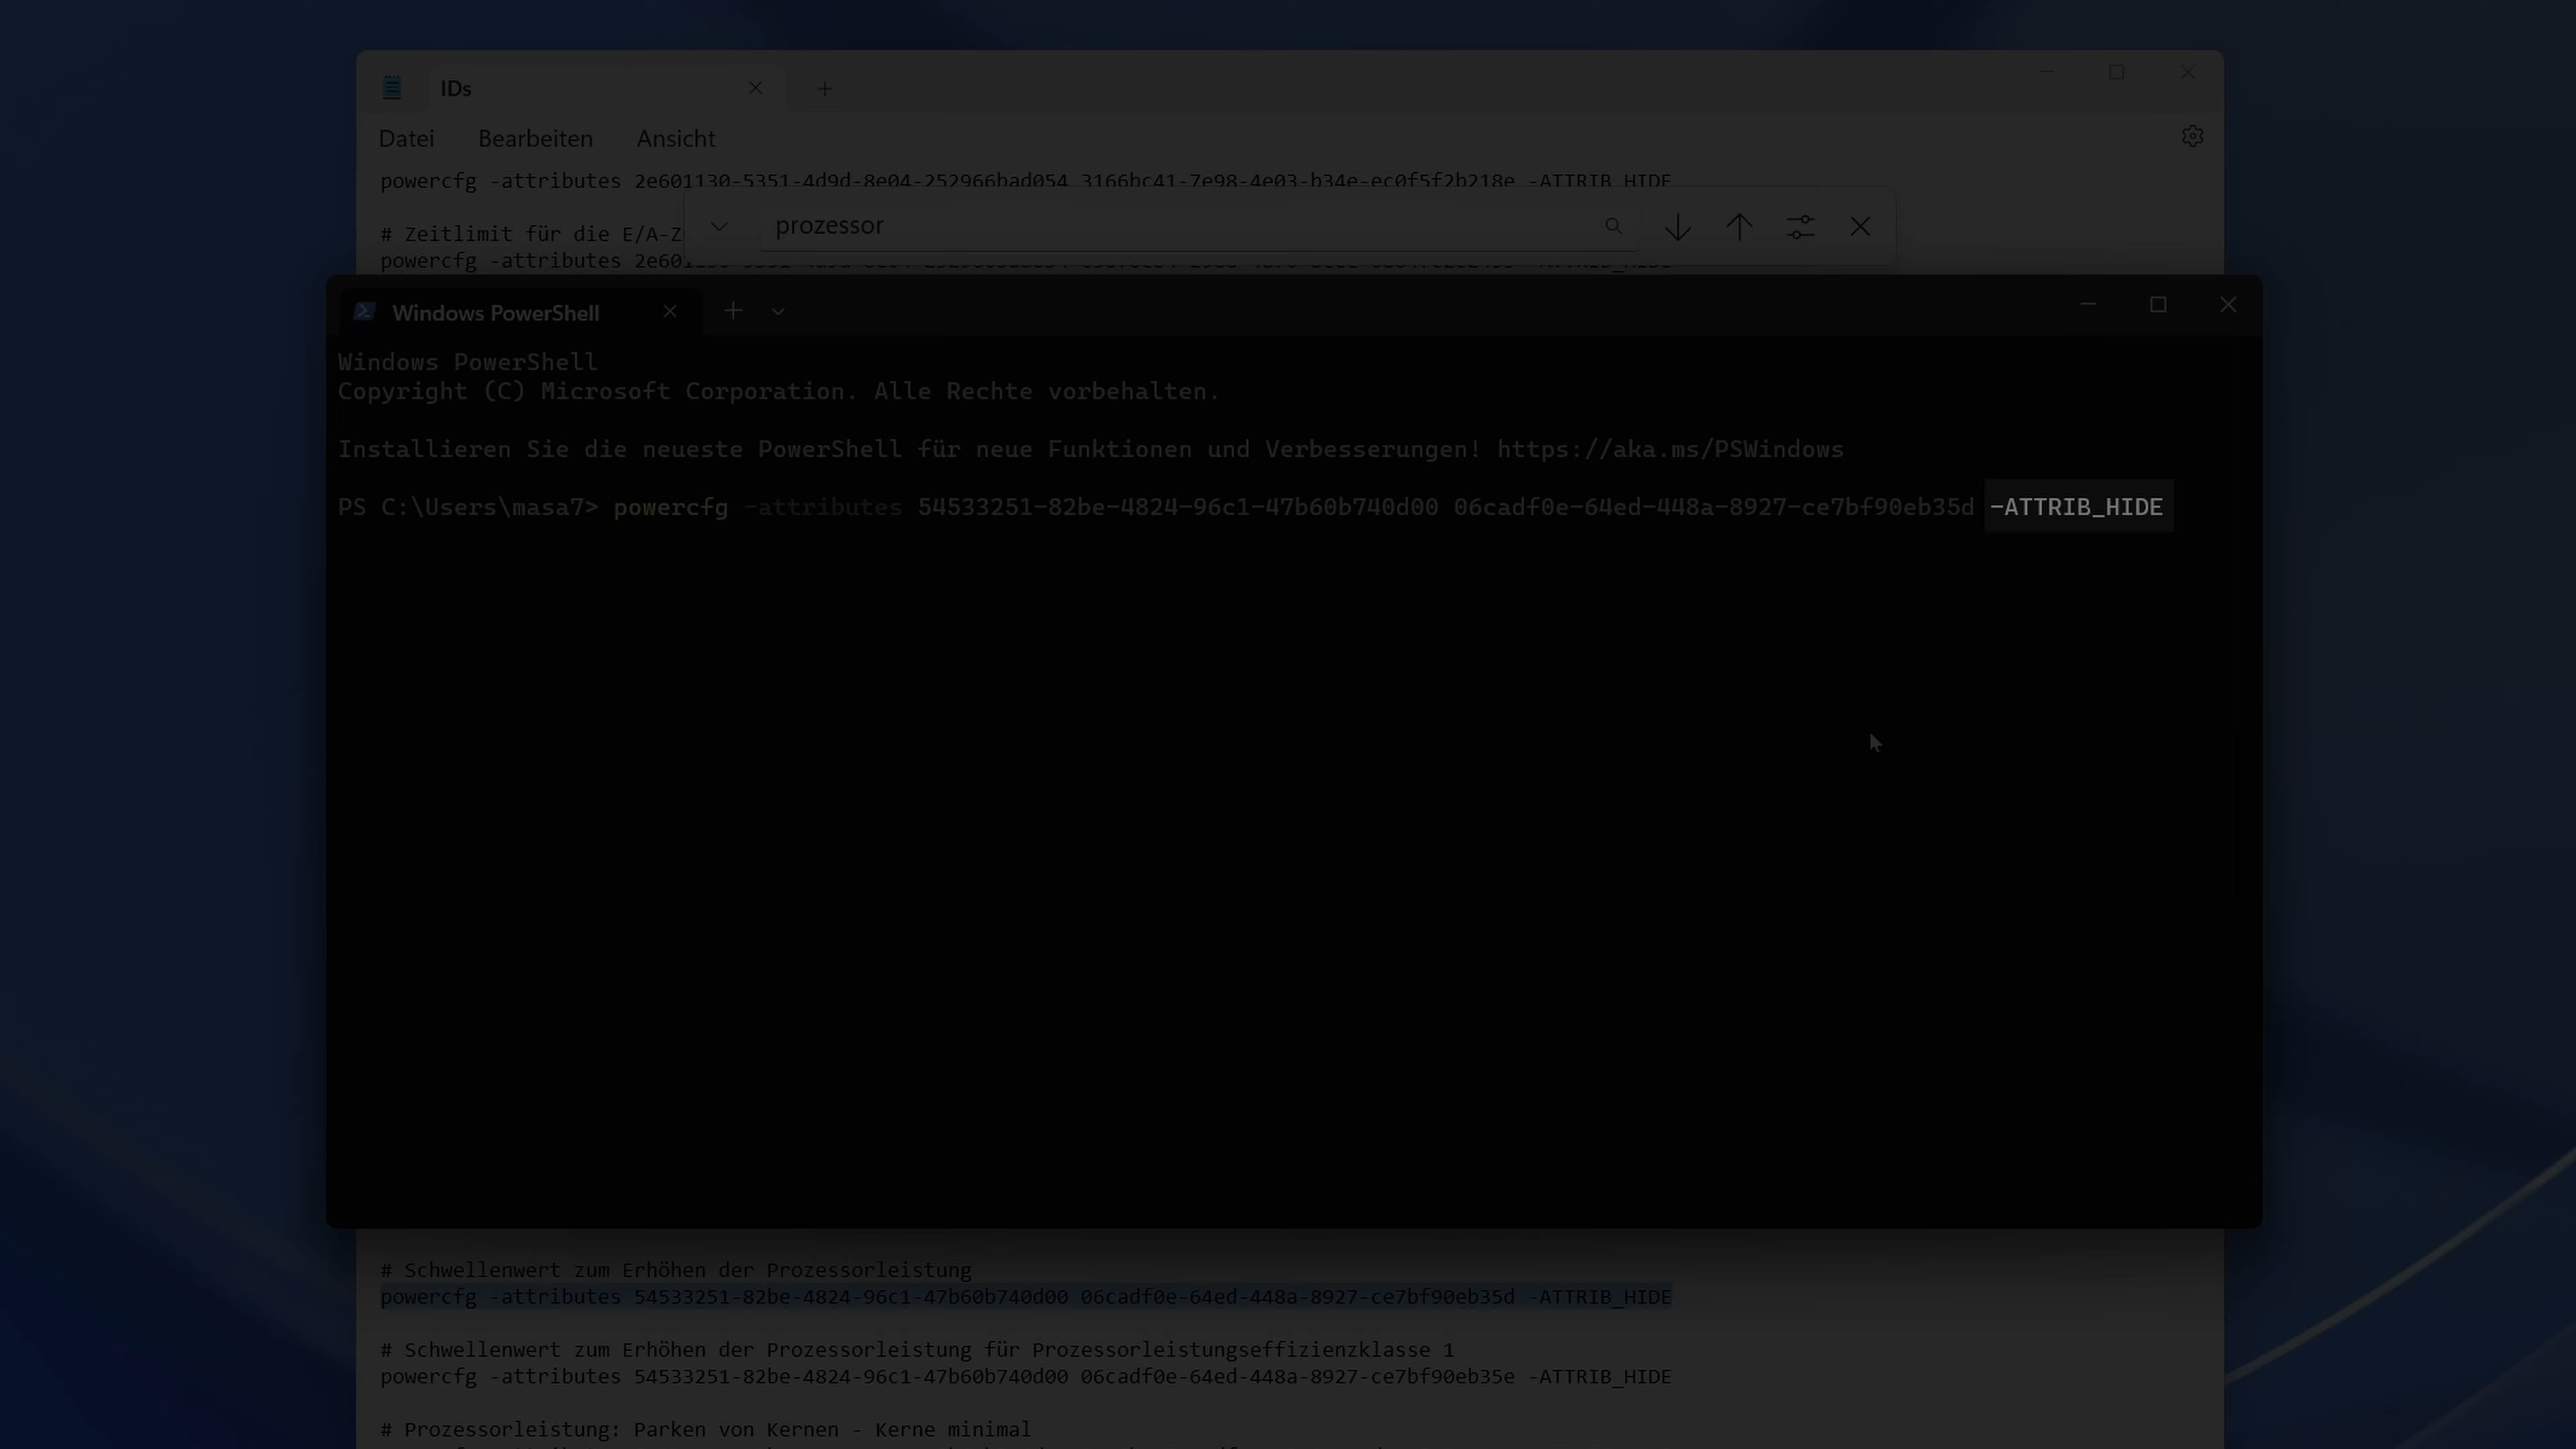 IDs
Datei Bearbeiten Ansicht
powercfg -attributes 2e601130-5351-4d9d-8e04-252966bad054 3166bc41-7e98-4e03-b34e-ec0f5f2b218e -ATTRIB_HIDE
prozessor
# Zeitlimit für die E/A-Z
powercfg -attributes
Windows PowerShell
Windows PowerShell
Copyright (C) Microsoft Corporation. Alle Rechte vorbehalten.
Installieren Sie die neueste PowerShell für neue Funktionen und Verbesserungen! https://aka.ms/PSWindows
PS C:\Users\masa7> powercfg -attributes 54533251-82be-4824-96c1-47b60b740d00 06cadf0e-64ed-448a-8927-ce7bf90eb35d -ATTRIB_HIDE
# Schwellenwert zum Erhöhen der Prozessorleistung
powercfg -attributes 54533251-82be-4824-96c1-47b60b740d00 06cadf0e-64ed-448a-8927-ce7bf90eb35d -ATTRIB_HIDE
# Schwellenwert zum Erhöhen der Prozessorleistung für Prozessorleistungseffizienzklasse 1
powercfg -attributes 54533251-82be-4824-96c1-47b60b740d00 06cadf0e-64ed-448a-8927-ce7bf90eb35e -ATTRIB_HIDE
# Prozessorleistung: Parken von Kernen - Kerne minimal